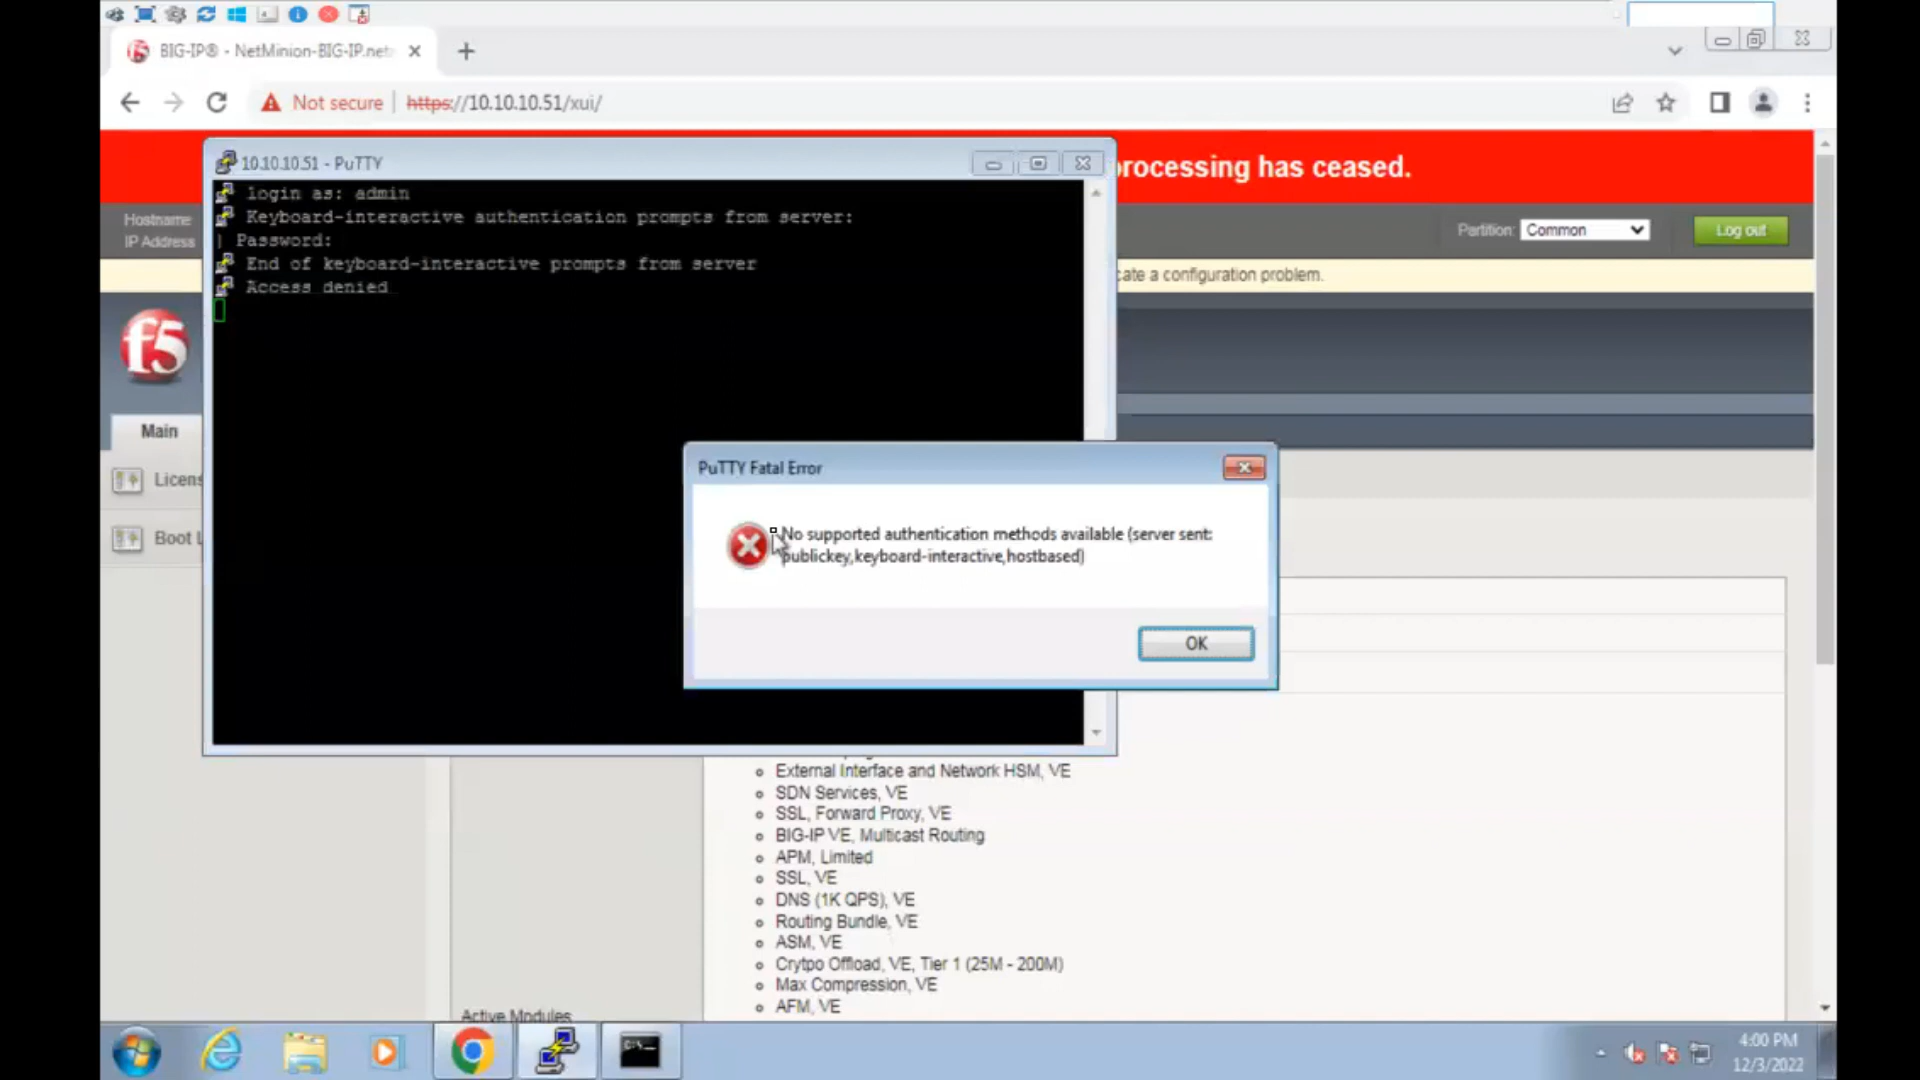 BIG-IP® - NetMinion-BIG-IP.net
Not secure | https://10.10.10.51/xui/
10.10.10.51 - PuTTY
processing has ceased.
login as: admin
Keyboard-interactive authentication prompts from server:
| Password:
End of keyboard-interactive prompts from server
Access denied
Hostname
IP Address
Partition: Common
Log out
cate a configuration problem.
f5
Main
Licens
Boot L
PuTTY Fatal Error
No supported authentication methods available (server sent:
publickey,keyboard-interactive,hostbased)
OK
External Interface and Network HSM, VE
SDN Services, VE
SSL, Forward Proxy, VE
BIG-IP VE, Multicast Routing
APM, Limited
SSL, VE
DNS (1K QPS), VE
Routing Bundle, VE
ASM, VE
Crytpo Offload, VE, Tier 1 (25M - 200M)
Max Compression, VE
AFM, VE
Active Modules
4:00 PM
12/3/2022